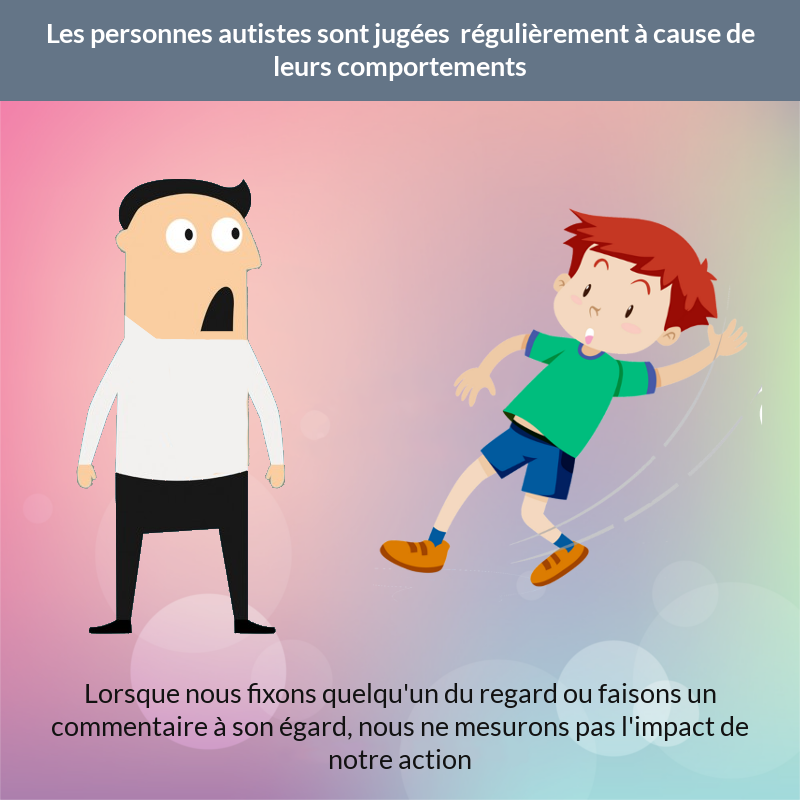 Les personnes autistes sont jugées  régulièrement à cause de
leurs comportements
Lorsque nous fixons quelqu'un du regard ou faisons un
commentaire à son égard, nous ne mesurons pas l'impact de
notre action